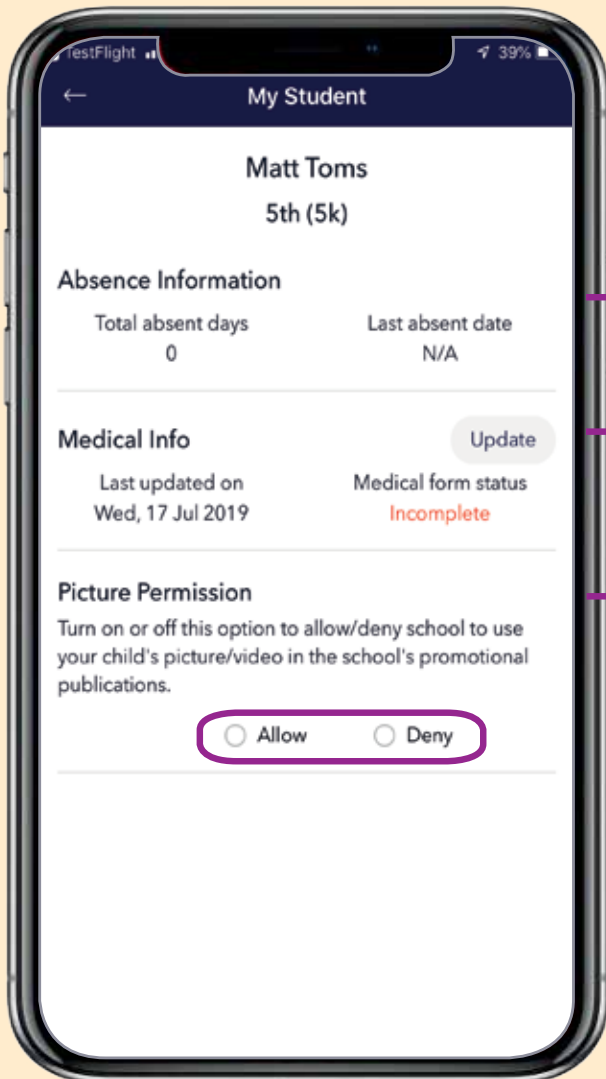 TestFlight 39%
← My Student
Matt Toms
5th (5k)
Absence Information
Total absent days Last absent date
0 N/A
Medical Info Update
Last updated on Medical form status
Wed, 17 Jul 2019 Incomplete
Picture Permission
Turn on or off this option to allow/deny school to use
your child's picture/video in the school's promotional
publications.
Allow Deny